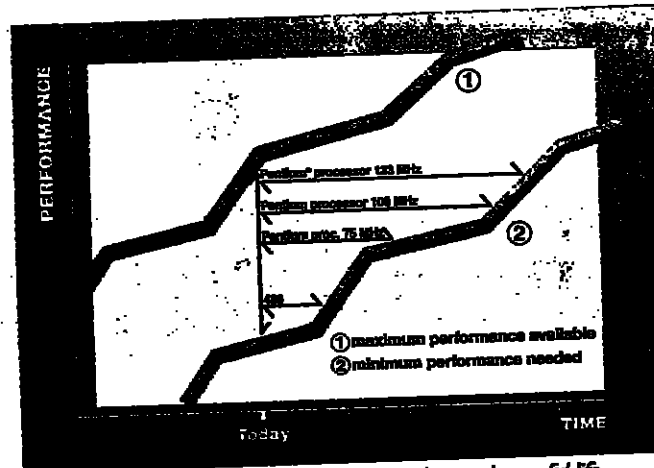 PERFORMANCE
①
Pentium® processor 133 MHz
Pentium processor 100 MHz
Pentium proc. 75 MHz
486
②
① maximum performance available
② minimum performance needed
Today
TIME